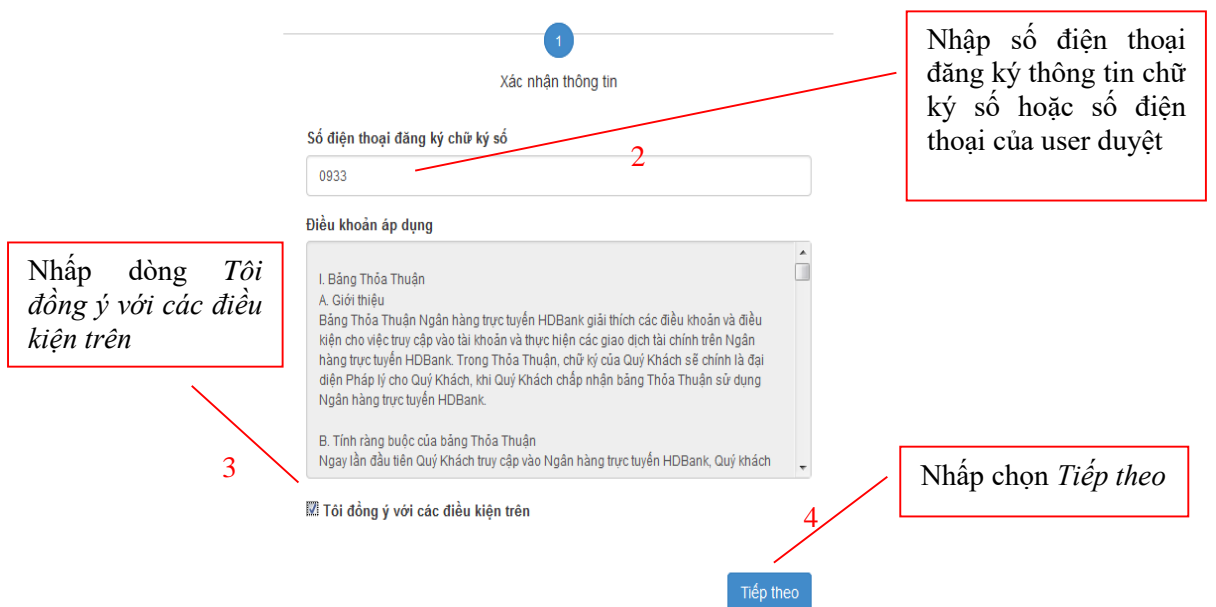 1
Xác nhận thông tin
Nhập số điện thoại
đăng ký thông tin chữ
ký số hoặc số điện
thoại của user duyệt
Số điện thoại đăng ký chữ ký số
2
0933
Điều khoản áp dụng
Nhấp dòng Tôi
đồng ý với các điều
kiện trên
I. Bảng Thỏa Thuận
A. Giới thiệu
Bảng Thỏa Thuận Ngân hàng trực tuyến HDBank giải thích các điều khoản và điều
kiện cho việc truy cập vào tài khoản và thực hiện các giao dịch tài chính trên Ngân
hàng trực tuyến HDBank. Trong Thỏa Thuận, chữ ký của Quý Khách sẽ chính là đại
diện Pháp lý cho Quý Khách, khi Quý Khách chấp nhận bảng Thỏa Thuận sử dụng
Ngân hàng trực tuyến HDBank.
B. Tính ràng buộc của bảng Thỏa Thuận
Ngay lần đầu tiên Quý Khách truy cập vào Ngân hàng trực tuyến HDBank, Quý khách
3
Tôi đồng ý với các điều kiện trên
Nhấp chọn Tiếp theo
4
Tiếp theo